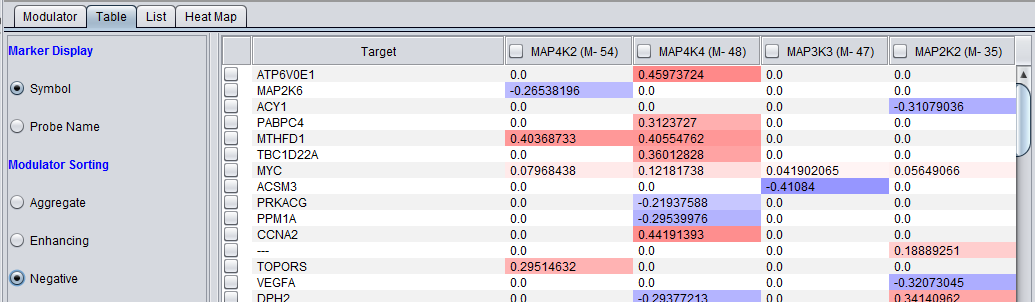 Modulator Table List Heat Map
Marker Display
Symbol
Probe Name
Modulator Sorting
Aggregate
Enhancing
Negative
Target MAP4K2 (M- 54) MAP4K4 (M- 48) MAP3K3 (M- 47) MAP2K2 (M- 35)
ATP6V0E1 0.0 0.45973724 0.0 0.0
MAP2K6 -0.26538196 0.0 0.0 0.0
ACY1 0.0 0.0 0.0 -0.31079036
PABPC4 0.0 0.3123727 0.0 0.0
MTHFD1 0.40368733 0.40554762 0.0 0.0
TBC1D22A 0.0 0.36012828 0.0 0.0
MYC 0.07968438 0.12181738 0.041902065 0.05649066
ACSM3 0.0 0.0 -0.41084 0.0
PRKACG 0.0 -0.21937588 0.0 0.0
PPM1A 0.0 -0.29539976 0.0 0.0
CCNA2 0.0 0.44191393 0.0 0.0
--- 0.0 0.0 0.0 0.18889251
TOPORS 0.29514632 0.0 0.0 0.0
VEGFA 0.0 0.0 0.0 -0.32073045
DPH2 0.0 -0.29377213 0.0 0.34140962